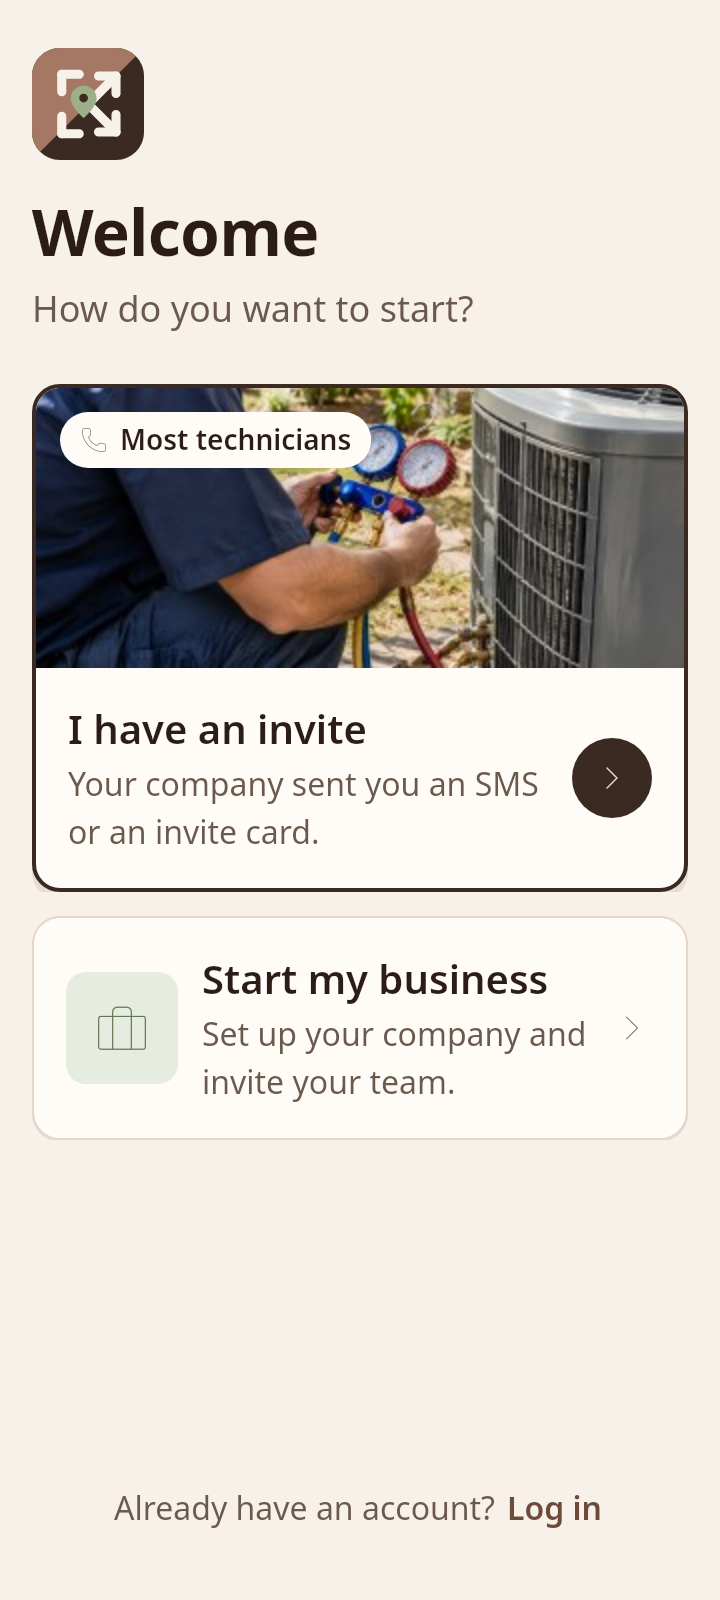 Welcome
How do you want to start?
Most technicians
I have an invite
Your company sent you an SMS
or an invite card.
Start my business
Set up your company and
invite your team.
Already have an account? Log in